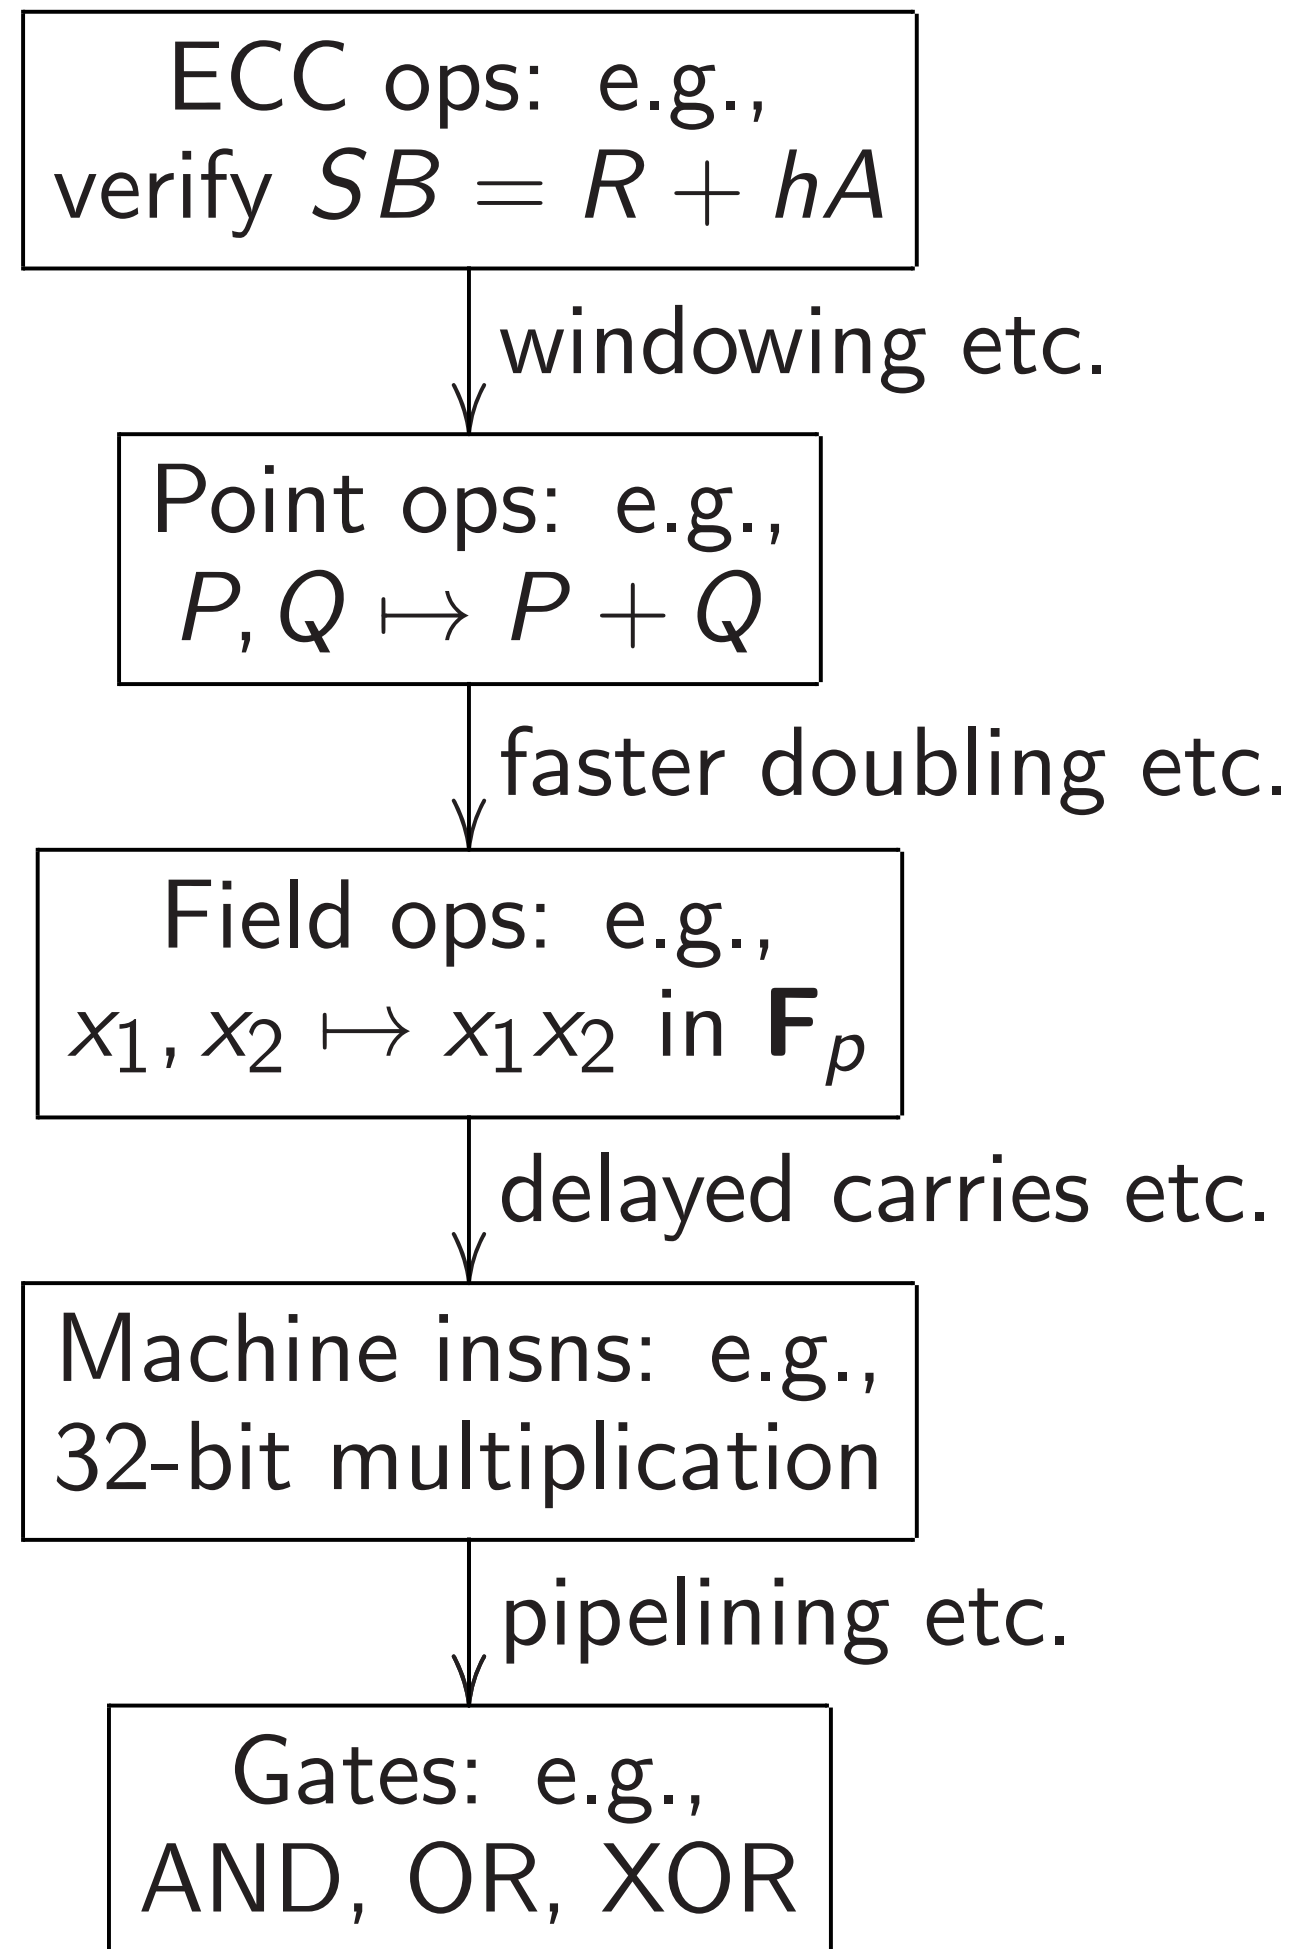 ECC ops: e.g.,
verify SB = R + hA
windowing etc.
Point ops: e.g.,
P, Q ↦ P + Q
faster doubling etc.
Field ops: e.g.,
x₁, x₂ ↦ x₁x₂ in 𝐅ₚ
delayed carries etc.
Machine insns: e.g.,
32-bit multiplication
pipelining etc.
Gates: e.g.,
AND, OR, XOR